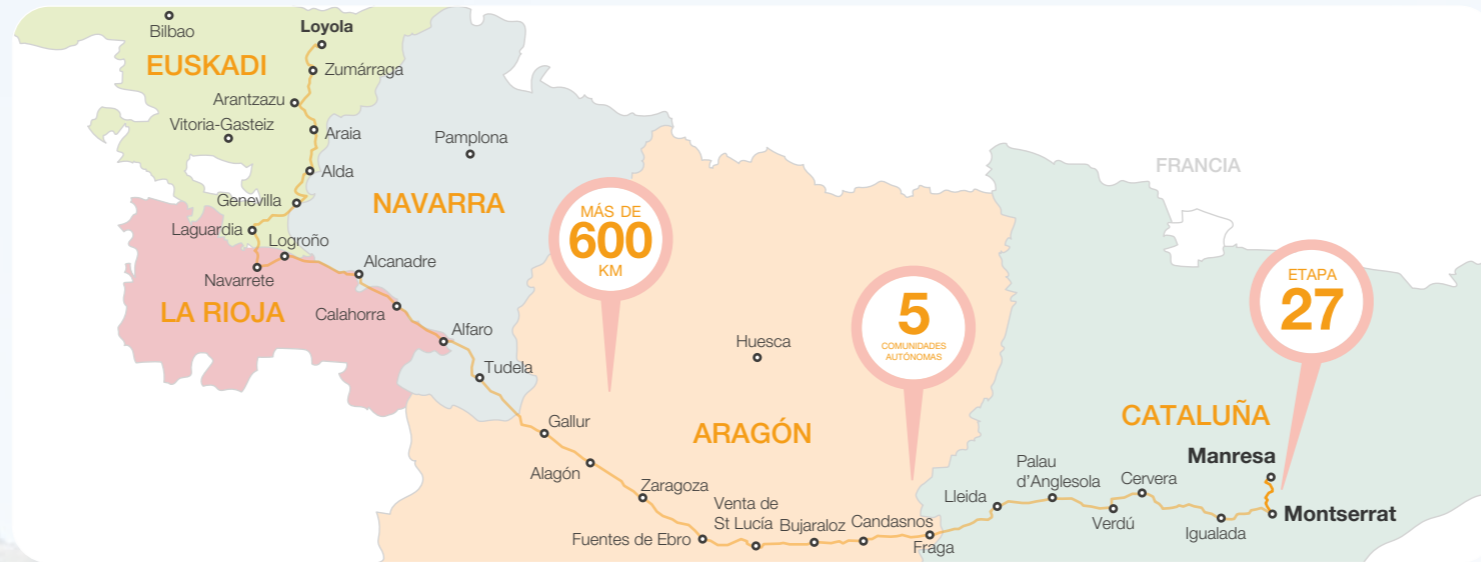 Bilbao
Loyola
EUSKADI
Zumárraga
Arantzazu
Vitoria-Gasteiz
Araia
Pamplona
Alda
FRANCIA
Genevilla
NAVARRA
MÁS DE
600
KM
Laguardia
Logroño
Navarrete
Alcanadre
LA RIOJA
Calahorra
Alfaro
Tudela
5
COMUNIDADES
AUTÓNOMAS
ETAPA
27
Huesca
Gallur
ARAGÓN
CATALUÑA
Alagón
Zaragoza
Venta de
St Lucía
Fuentes de Ebro
Bujaraloz
Candasnos
Fraga
Lleida
Palau
d'Anglesola
Verdú
Cervera
Igualada
Manresa
Montserrat